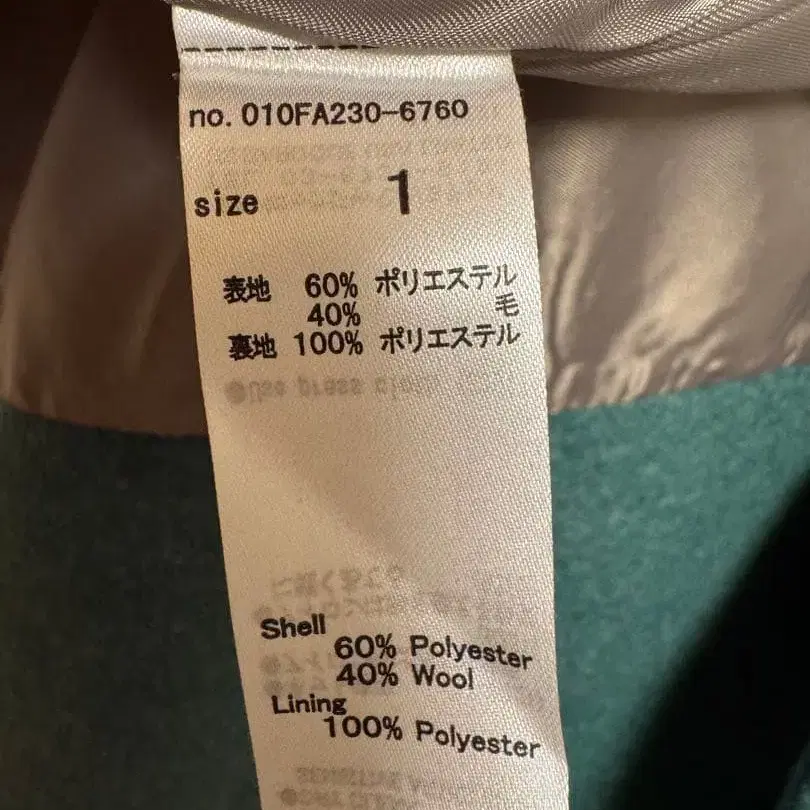 no. 010FA230-6760
size 1
表地 60% ポリエステル
40% 毛
裏地 100% ポリエステル
Shell
60% Polyester
40% Wool
Lining
100% Polyester